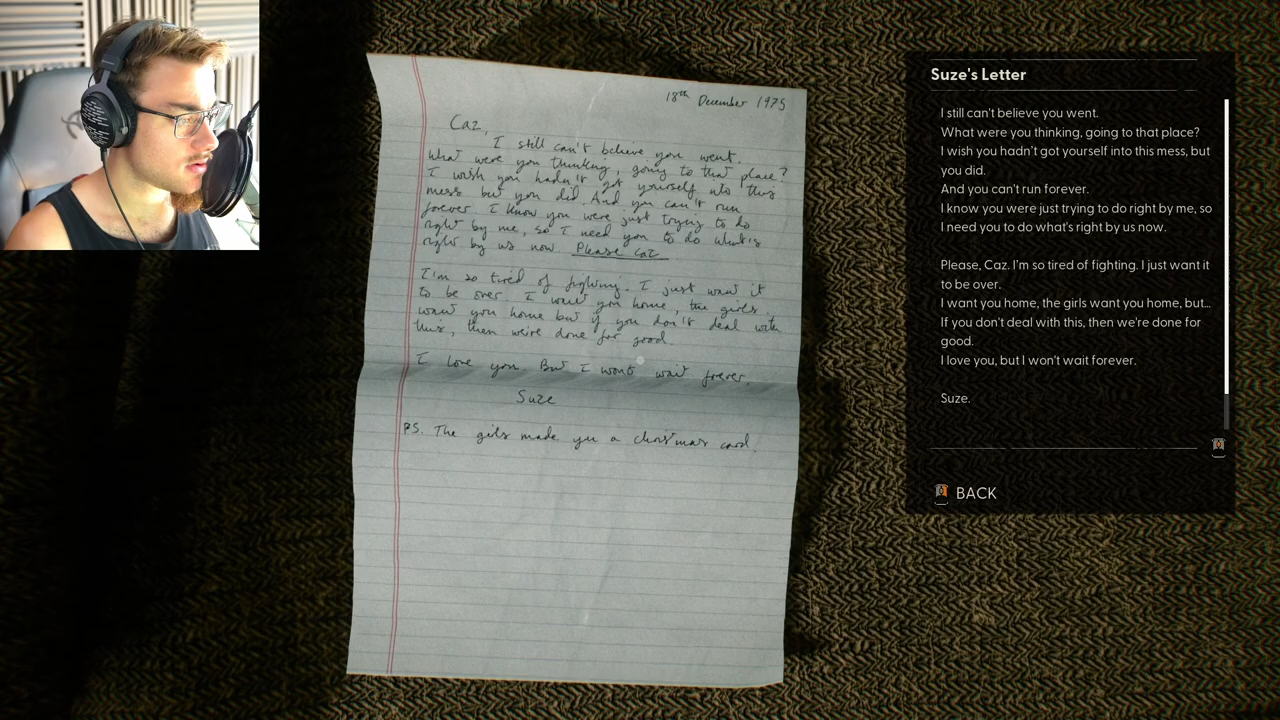 18th December 1975
Caz,
I still can't believe you went.
What were you thinking, going to that place?
I wish you hadn't got yourself into this
mess but you did. And you can't run
forever I know you were just trying to do
right by me, so I need you to do what's
right by us now. Please Caz
I'm so tired of fighting. I just want it
to be over. I want you home, the girls
want you home but if you don't deal with
this, then we're done for good.
I love you. But I won't wait forever.
Suze
PS. The girls made you a christmas card.
Suze's Letter
I still can't believe you went.
What were you thinking, going to that place?
I wish you hadn't got yourself into this mess, but
you did.
And you can't run forever.
I know you were just trying to do right by me, so
I need you to do what's right by us now.
Please, Caz. I'm so tired of fighting. I just want it
to be over.
I want you home, the girls want you home, but...
If you don't deal with this, then we're done for
good.
I love you, but I won't wait forever.
Suze.
BACK